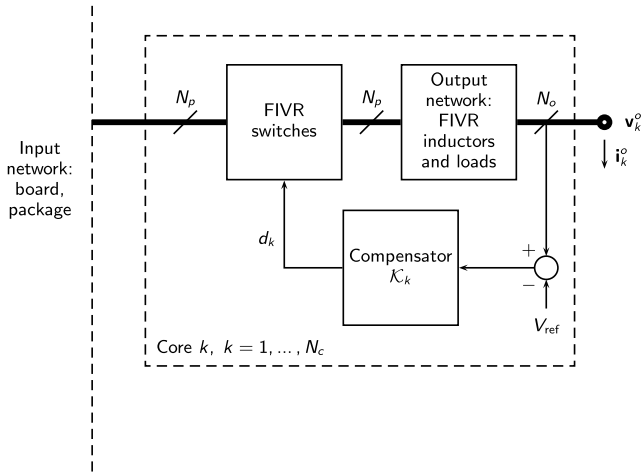 Input
network:
board,
package
N_p
FIVR
switches
N_p
Output
network:
FIVR
inductors
and loads
N_o
v_k^o
i_k^o
d_k
Compensator
𝒦_k
+
−
V_ref
Core k, k = 1, ..., N_c